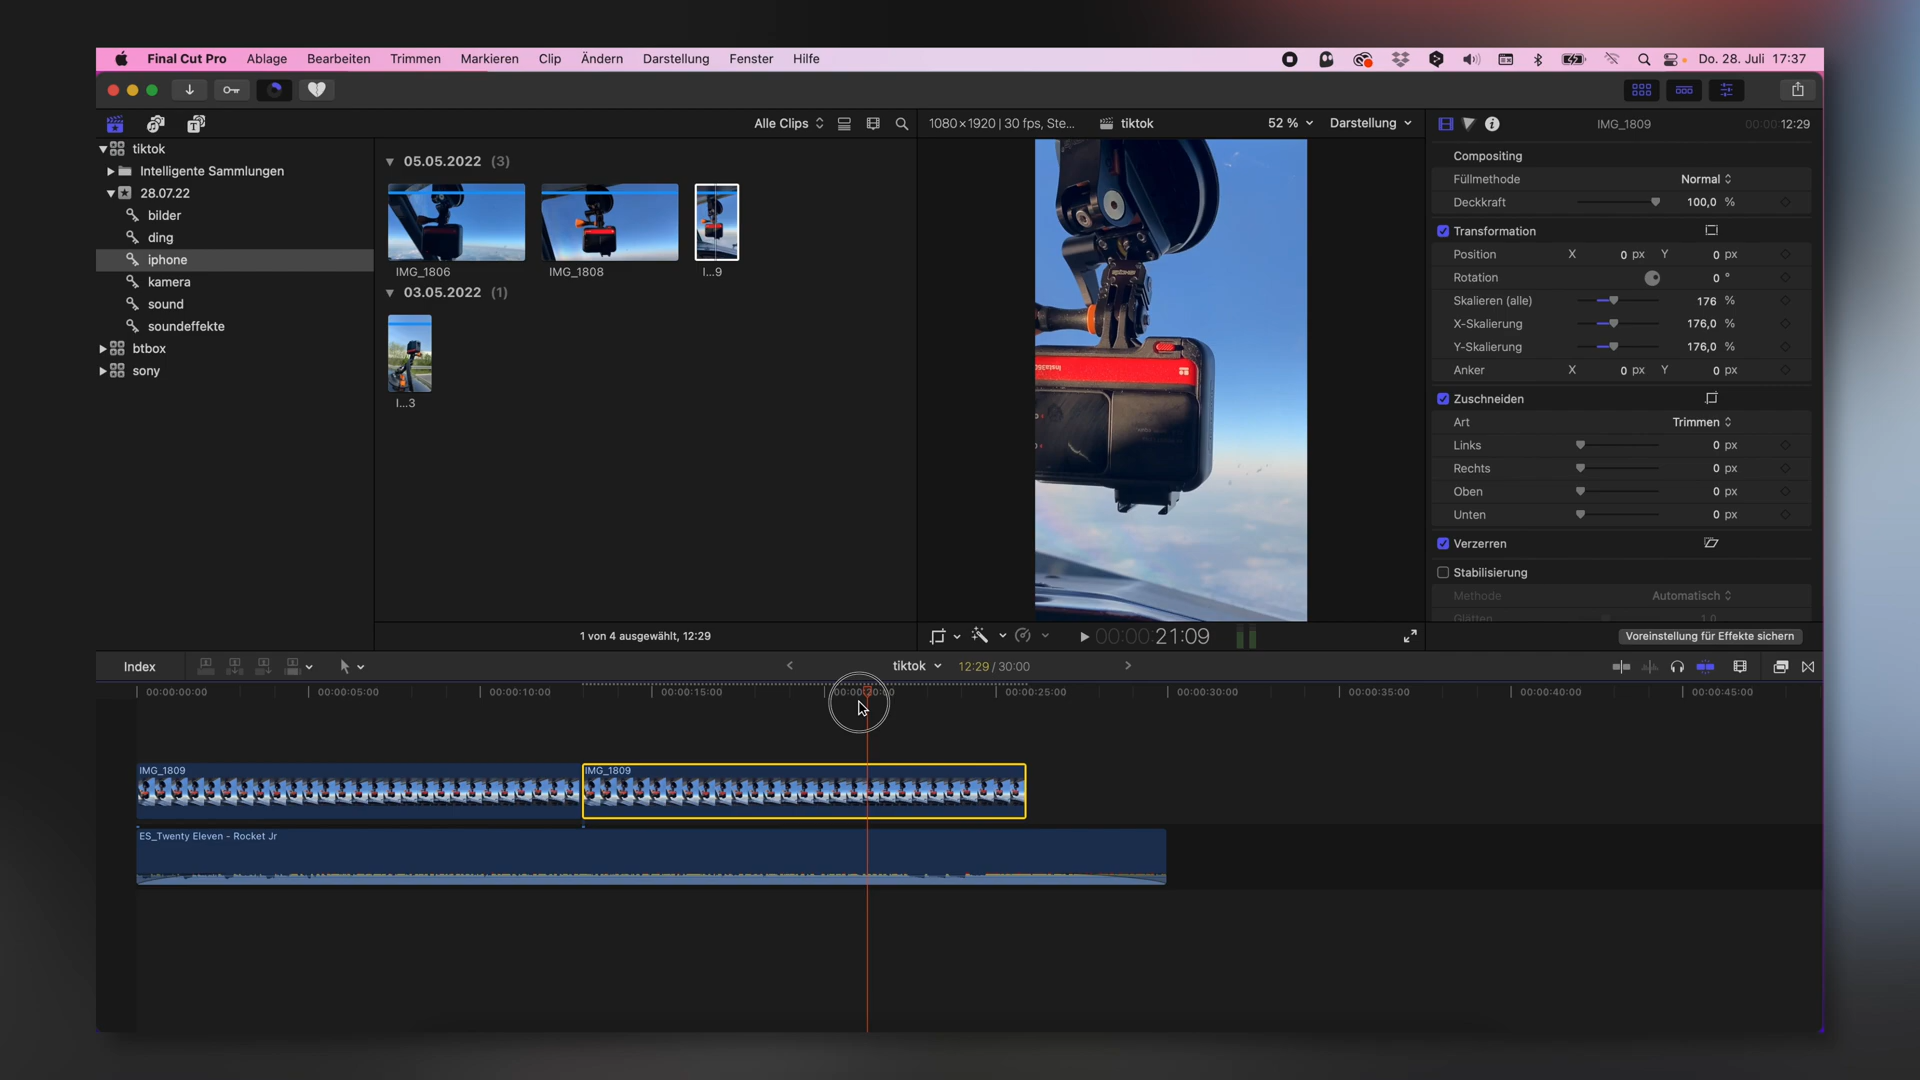 Final Cut Pro Ablage Bearbeiten Trimmen Markieren Clip Ändern Darstellung Fenster Hilfe Do. 28. Juli 17:37
Alle Clips 1080×1920 | 30 fps, Ste... tiktok 52 % Darstellung IMG_1809 00:00:12:29
tiktok
Intelligente Sammlungen
28.07.22
bilder
ding
iphone
kamera
sound
soundeffekte
btbox
sony
05.05.2022 (3)
IMG_1806 IMG_1808 I...9
03.05.2022 (1)
I...3
1 von 4 ausgewählt, 12:29
Insta360
00:00:21:09
Compositing
Füllmethode Normal
Deckkraft 100,0 %
Transformation
Position X 0 px Y 0 px
Rotation 0 °
Skalieren (alle) 176 %
X-Skalierung 176,0 %
Y-Skalierung 176,0 %
Anker X 0 px Y 0 px
Zuschneiden
Art Trimmen
Links 0 px
Rechts 0 px
Oben 0 px
Unten 0 px
Verzerren
Stabilisierung
Methode Automatisch
Glätten 1.0
Voreinstellung für Effekte sichern
Index tiktok 12:29 / 30:00
00:00:00:00 00:00:05:00 00:00:10:00 00:00:15:00 00:00:20:00 00:00:25:00 00:00:30:00 00:00:35:00 00:00:40:00 00:00:45:00
IMG_1809 IMG_1809
ES_Twenty Eleven - Rocket Jr